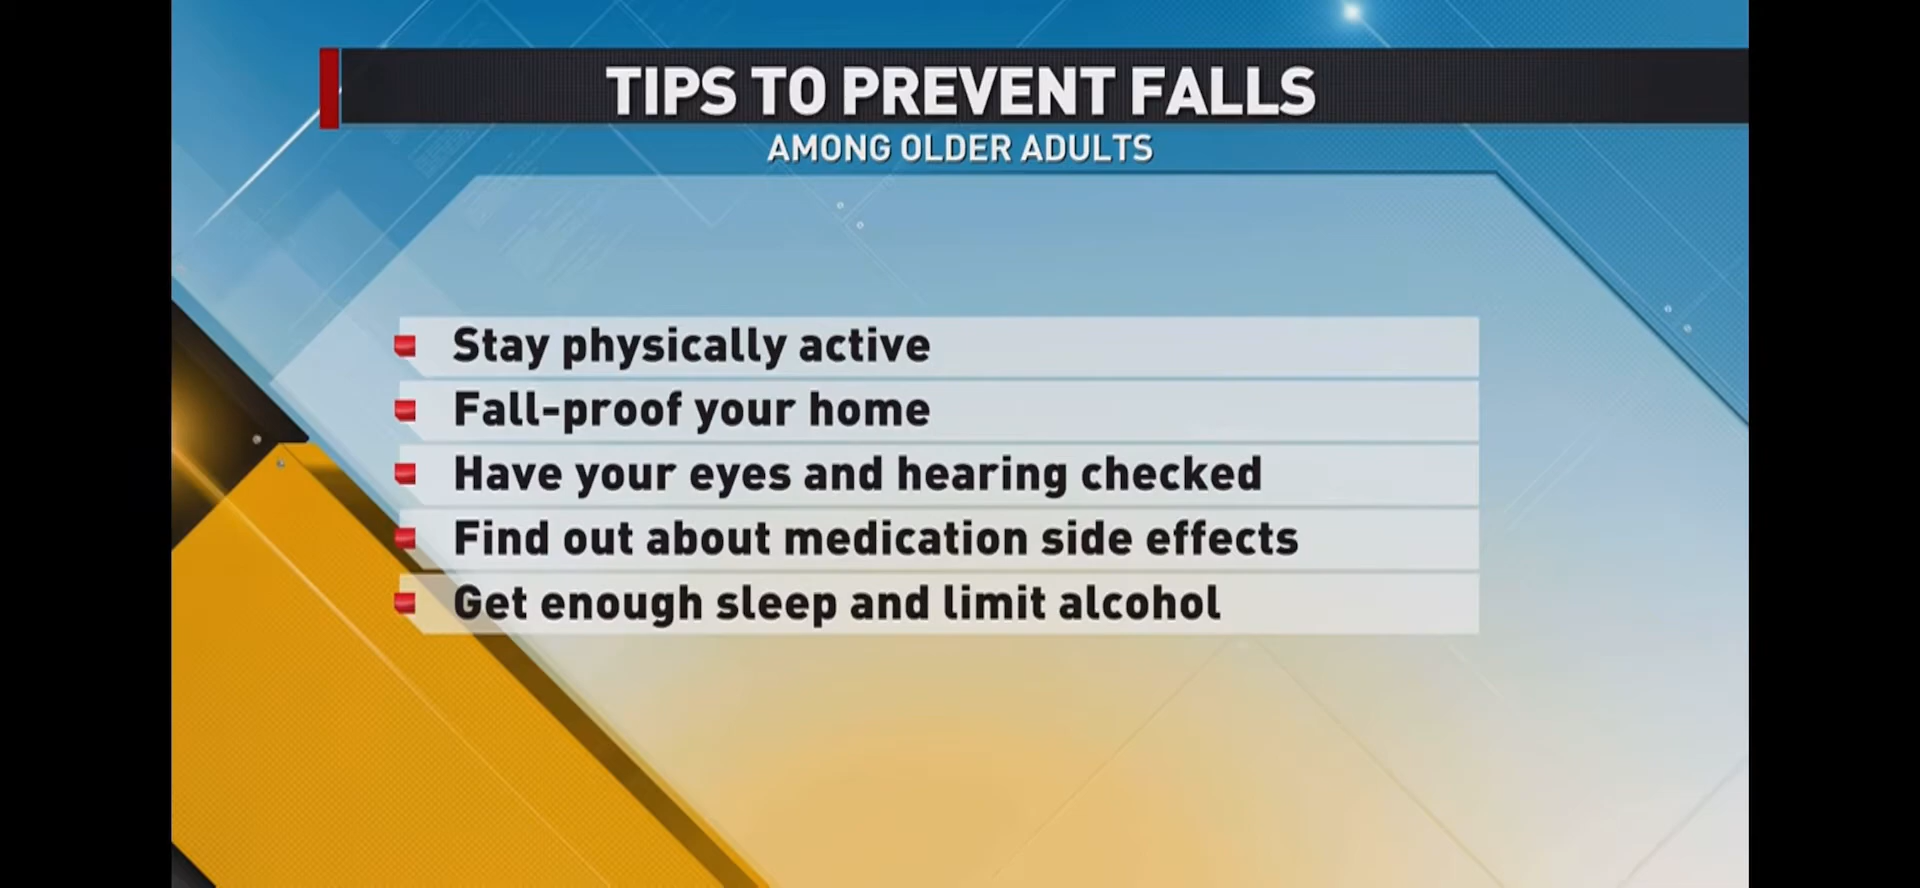 TIPS TO PREVENT FALLS
AMONG OLDER ADULTS
Stay physically active
Fall-proof your home
Have your eyes and hearing checked
Find out about medication side effects
Get enough sleep and limit alcohol